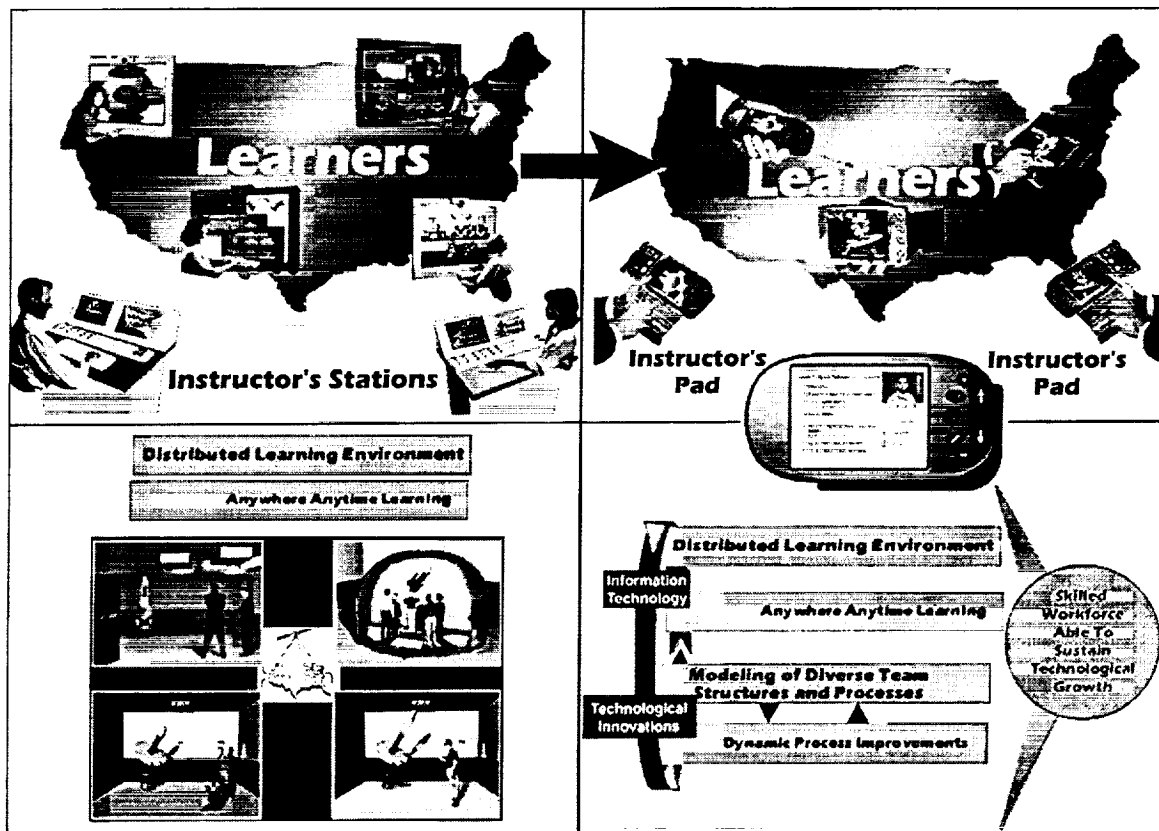 Learners
Instructor's Stations
Learners
Instructor's
Pad
Instructor's
Pad
Distributed Learning Environment
Anywhere Anytime Learning
Distributed Learning Environment
Information
Technology
Anywhere Anytime Learning
Modeling of Diverse Team
Structures and Processes
Technological
Innovations
Dynamic Process Improvements
Skilled
Workforce
Able To
Sustain
Technological
Growth